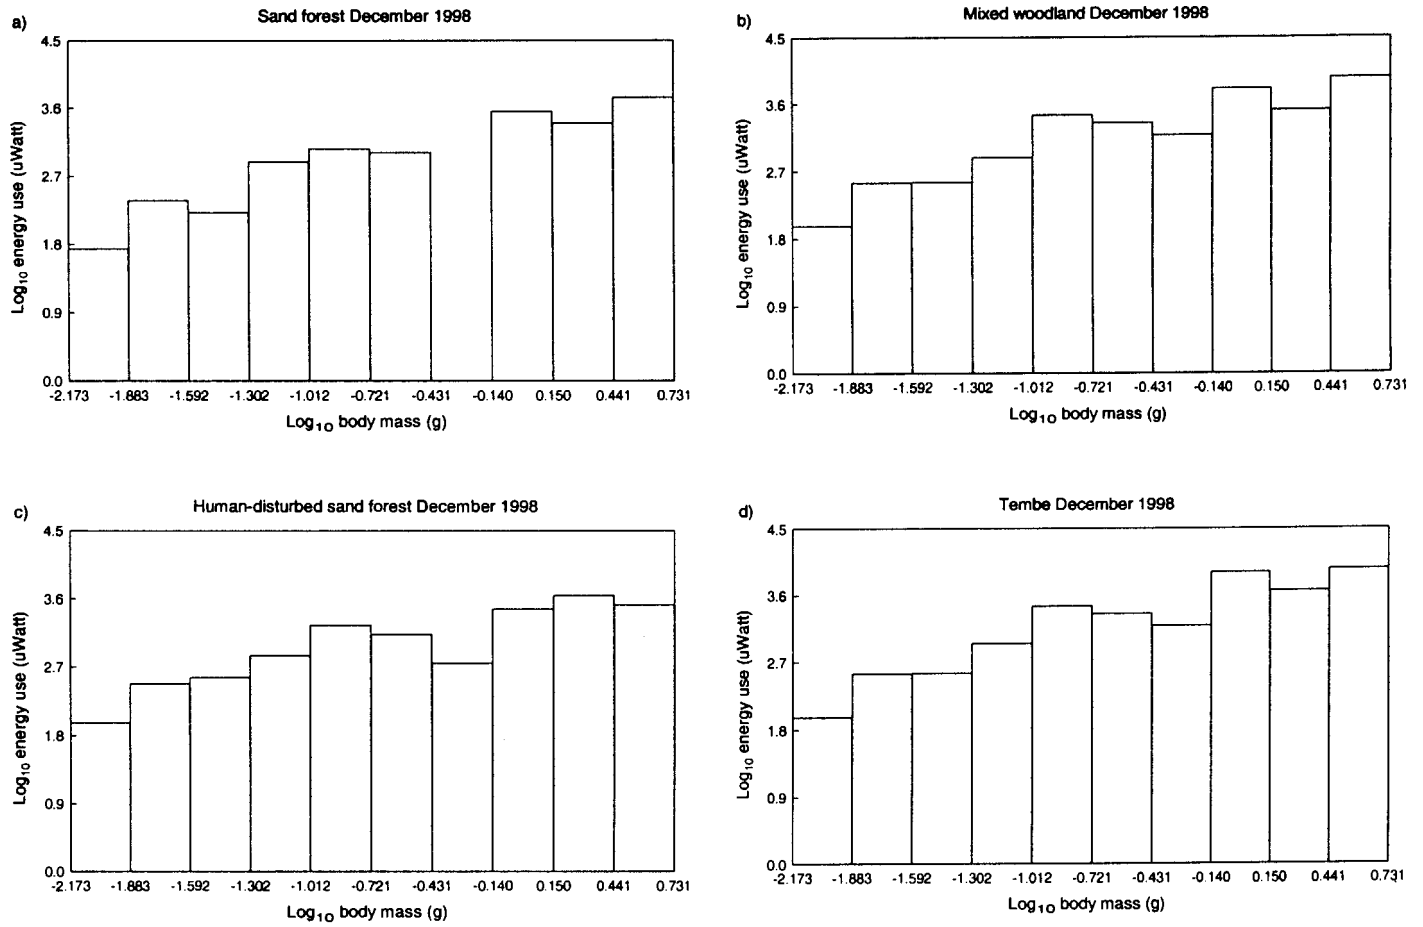 a)
Sand forest December 1998
4.5
3.6
2.7
1.8
0.9
0.0
Log10 energy use (uWatt)
-2.173 -1.883 -1.592 -1.302 -1.012 -0.721 -0.431 -0.140 0.150 0.441 0.731
Log10 body mass (g)
b)
Mixed woodland December 1998
4.5
3.6
2.7
1.8
0.9
0.0
Log10 energy use (uWatt)
-2.173 -1.883 -1.592 -1.302 -1.012 -0.721 -0.431 -0.140 0.150 0.441 0.731
Log10 body mass (g)
c)
Human-disturbed sand forest December 1998
4.5
3.6
2.7
1.8
0.9
0.0
Log10 energy use (uWatt)
-2.173 -1.883 -1.592 -1.302 -1.012 -0.721 -0.431 -0.140 0.150 0.441 0.731
Log10 body mass (g)
d)
Tembe December 1998
4.5
3.6
2.7
1.8
0.9
0.0
Log10 energy use (uWatt)
-2.173 -1.883 -1.592 -1.302 -1.012 -0.721 -0.431 -0.140 0.150 0.441 0.731
Log10 body mass (g)